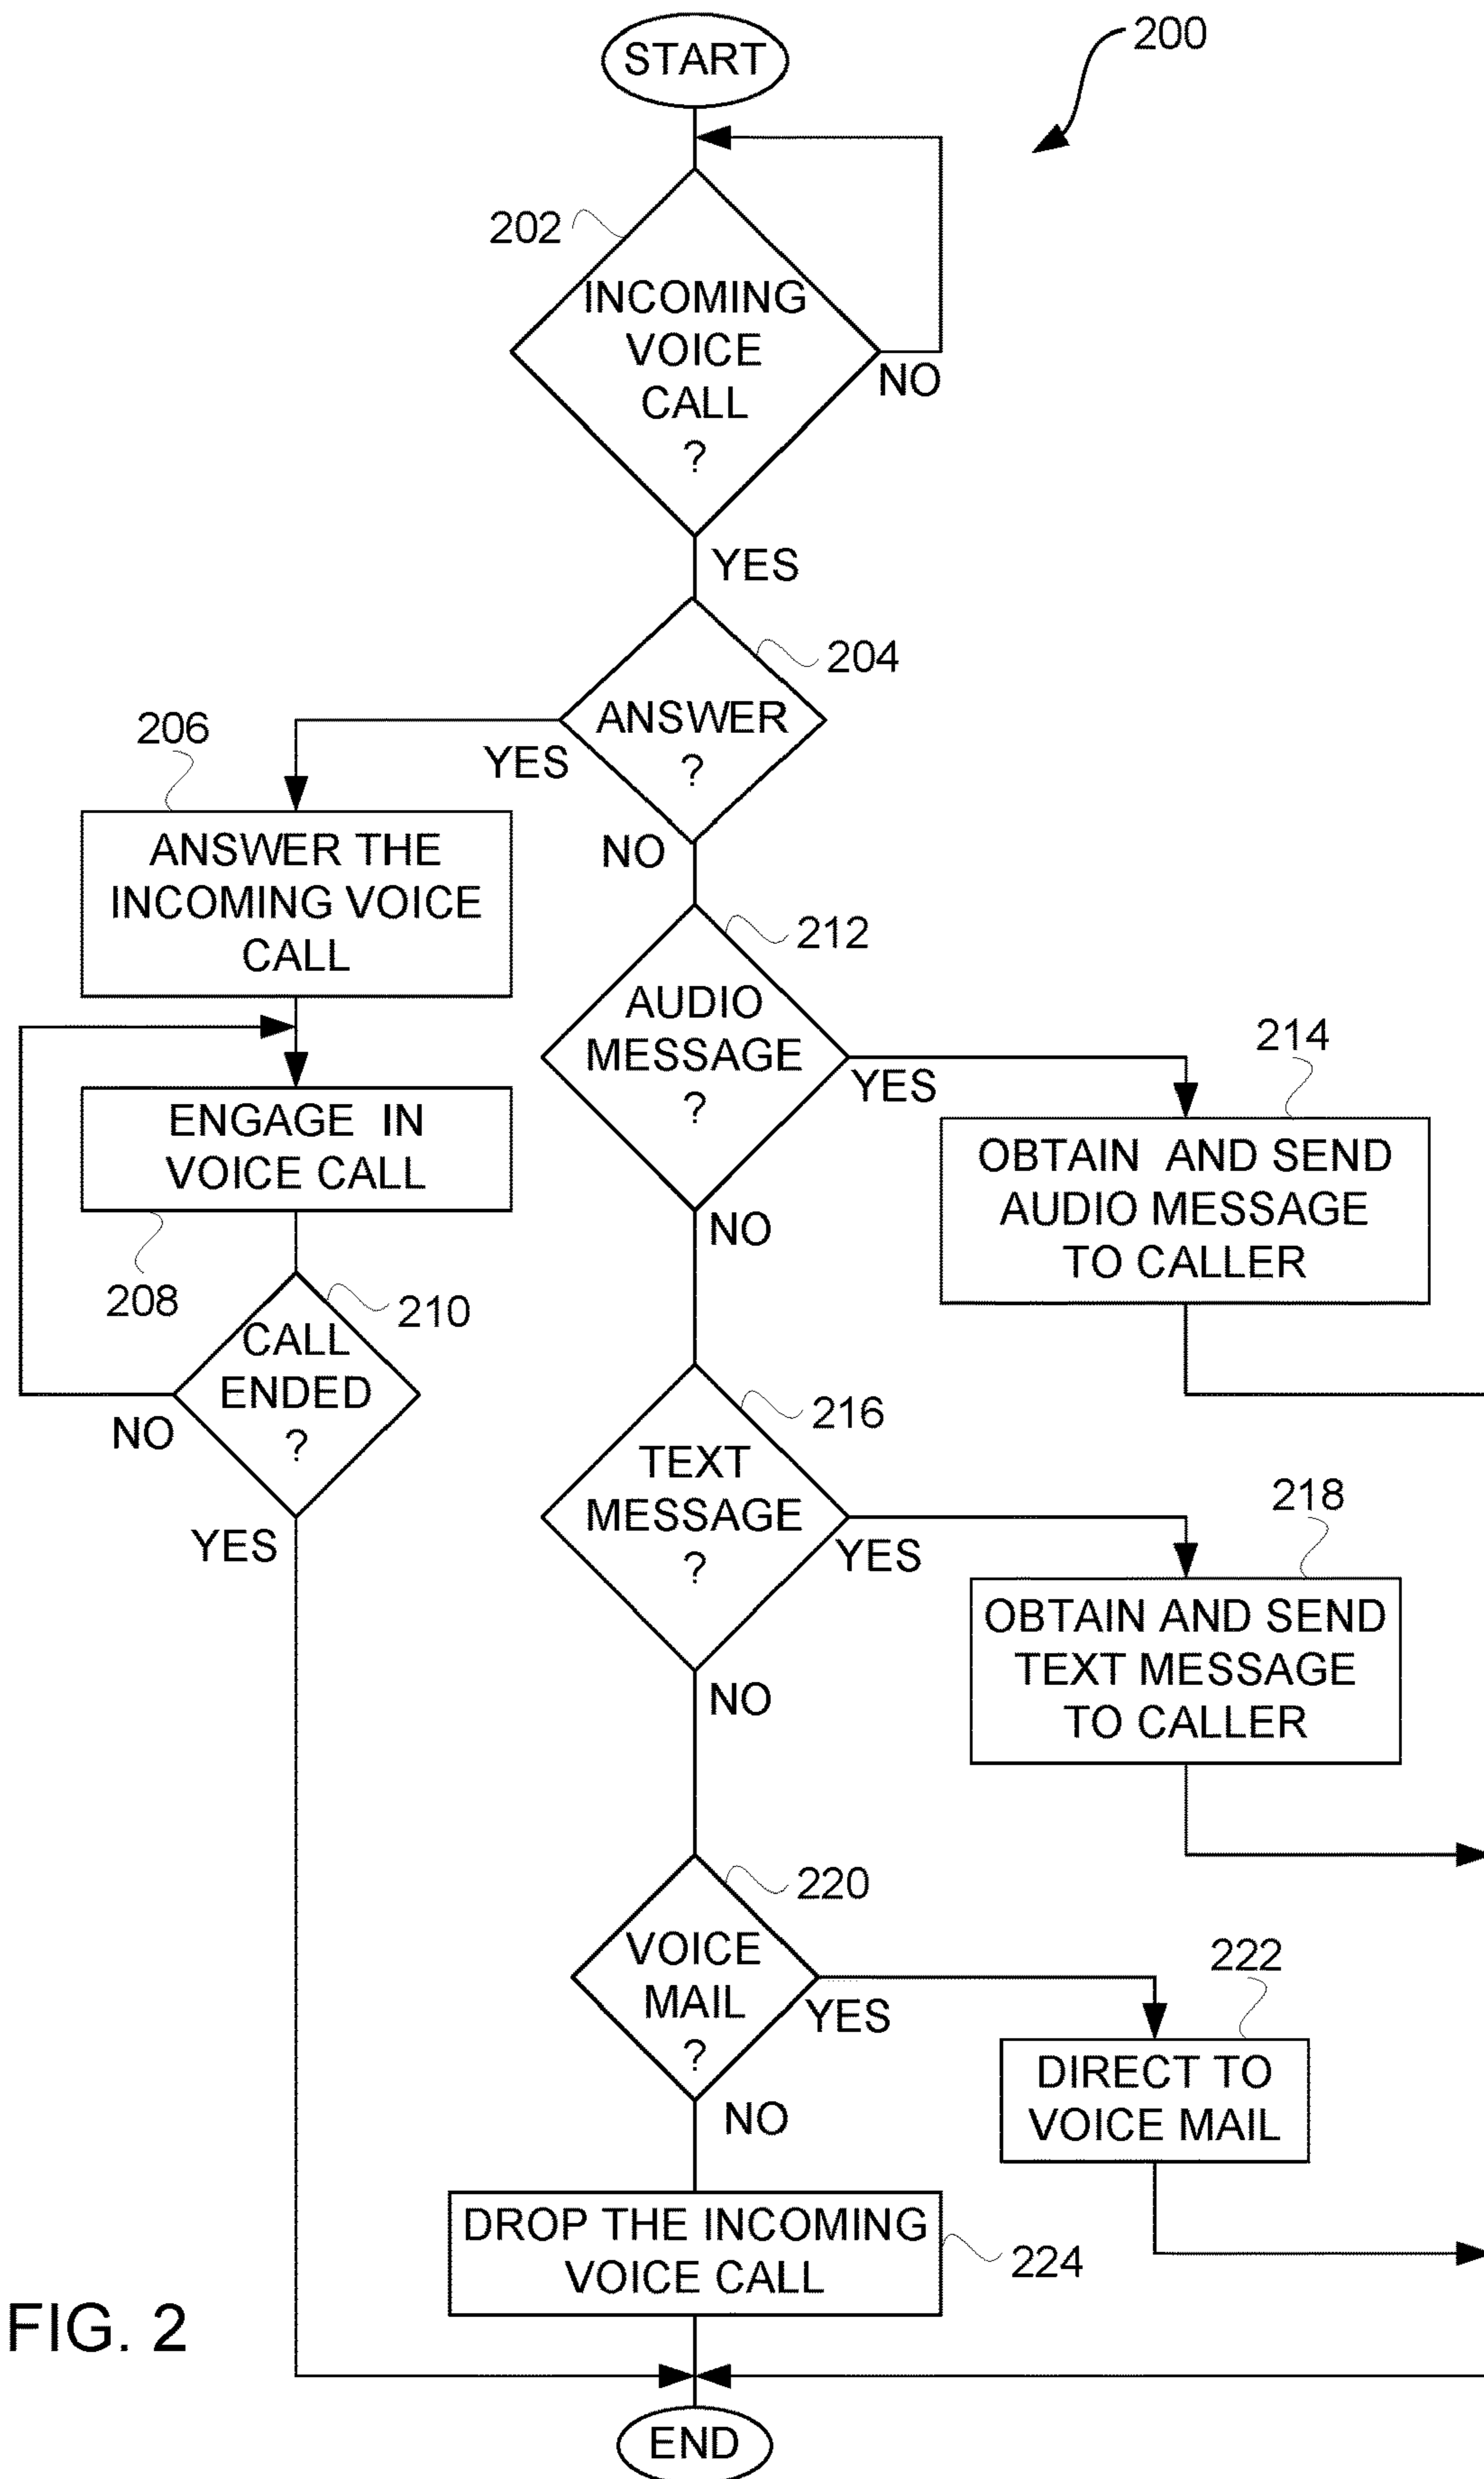 START
200
202
INCOMING
VOICE
CALL
?
NO
YES
204
ANSWER
?
YES
NO
206
ANSWER THE
INCOMING VOICE
CALL
212
AUDIO
MESSAGE
?
YES
NO
214
OBTAIN AND SEND
AUDIO MESSAGE
TO CALLER
ENGAGE IN
VOICE CALL
208
210
CALL
ENDED
?
NO
YES
216
TEXT
MESSAGE
?
YES
NO
218
OBTAIN AND SEND
TEXT MESSAGE
TO CALLER
220
VOICE
MAIL
?
YES
NO
222
DIRECT TO
VOICE MAIL
DROP THE INCOMING
VOICE CALL
224
FIG. 2
END